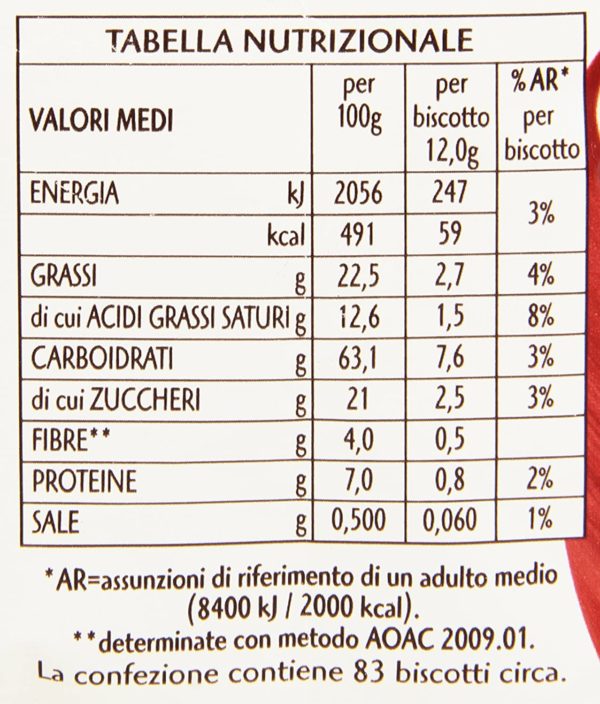 TABELLA NUTRIZIONALE
VALORI MEDI per 100g per biscotto 12,0g % AR* per biscotto
ENERGIA kJ 2056 247 3%
kcal 491 59
GRASSI g 22,5 2,7 4%
di cui ACIDI GRASSI SATURI g 12,6 1,5 8%
CARBOIDRATI g 63,1 7,6 3%
di cui ZUCCHERI g 21 2,5 3%
FIBRE** g 4,0 0,5
PROTEINE g 7,0 0,8 2%
SALE g 0,500 0,060 1%
*AR=assunzioni di riferimento di un adulto medio
(8400 kJ / 2000 kcal).
**determinate con metodo AOAC 2009.01.
La confezione contiene 83 biscotti circa.